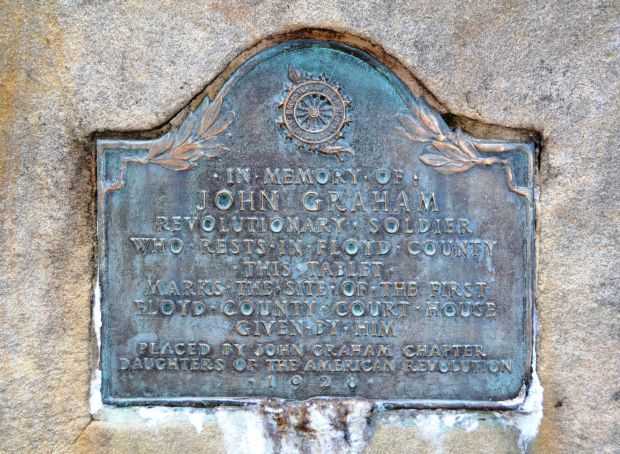 ·IN·MEMORY·OF·
JOHN GRAHAM
REVOLUTIONARY·SOLDIER
WHO·RESTS·IN·FLOYD·COUNTY
·THIS·TABLET·
MARKS·THE·SITE·OF·THE·FIRST
FLOYD·COUNTY·COURT·HOUSE
GIVEN·BY·HIM
PLACED BY JOHN GRAHAM CHAPTER
DAUGHTERS OF THE AMERICAN REVOLUTION